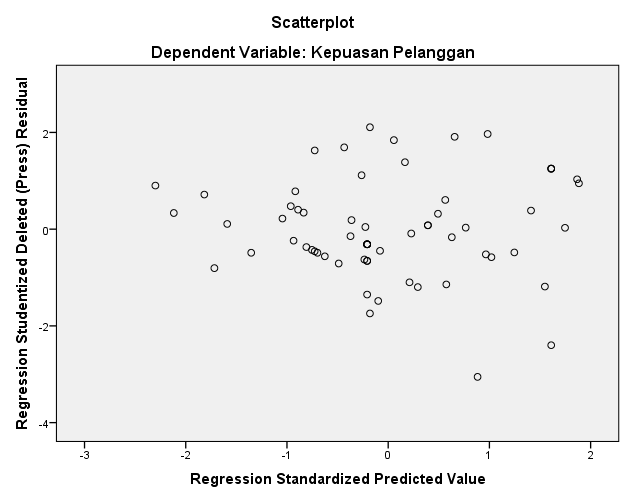 Scatterplot
Dependent Variable: Kepuasan Pelanggan
Regression Studentized Deleted (Press) Residual
2
0
-2
-4
-3
-2
-1
0
1
2
Regression Standardized Predicted Value